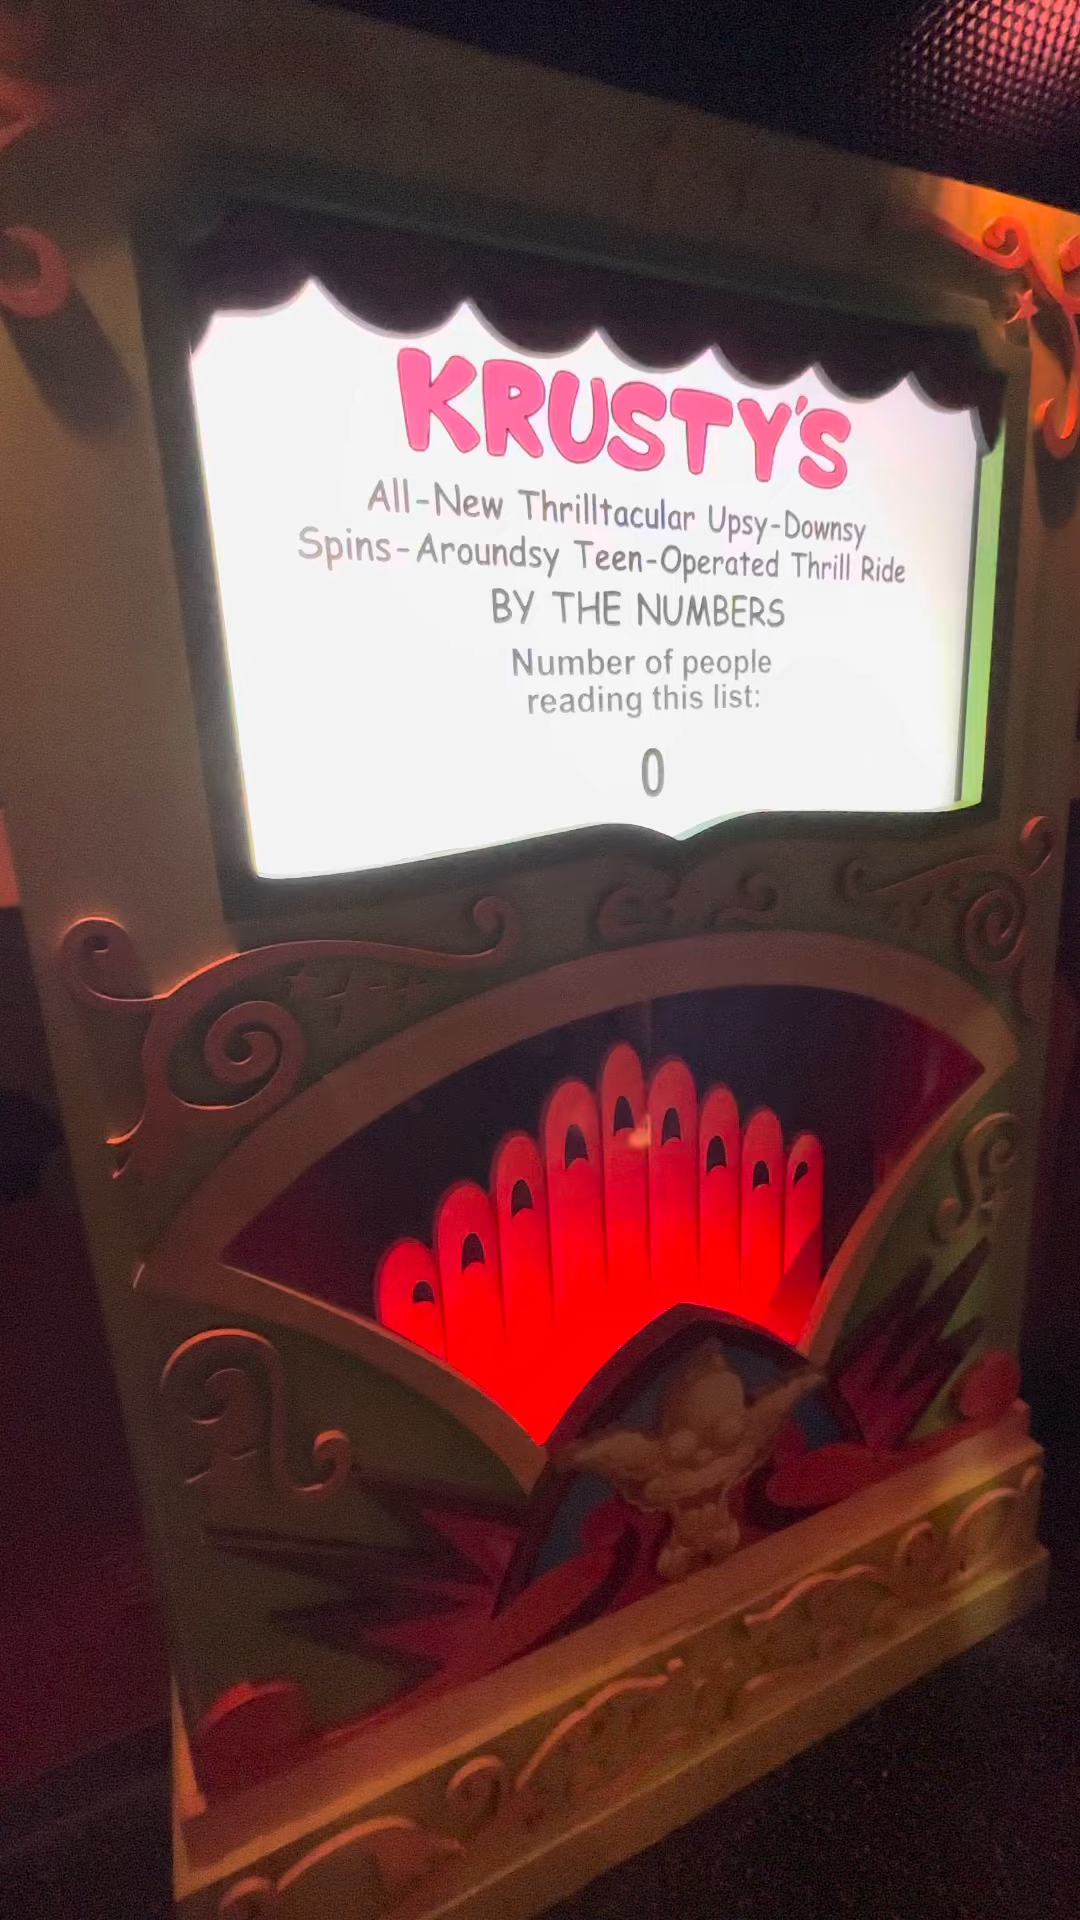 KRUSTY'S
All-New Thrilltacular Upsy-Downsy
Spins-Aroundsy Teen-Operated Thrill Ride
BY THE NUMBERS
Number of people
reading this list:
0